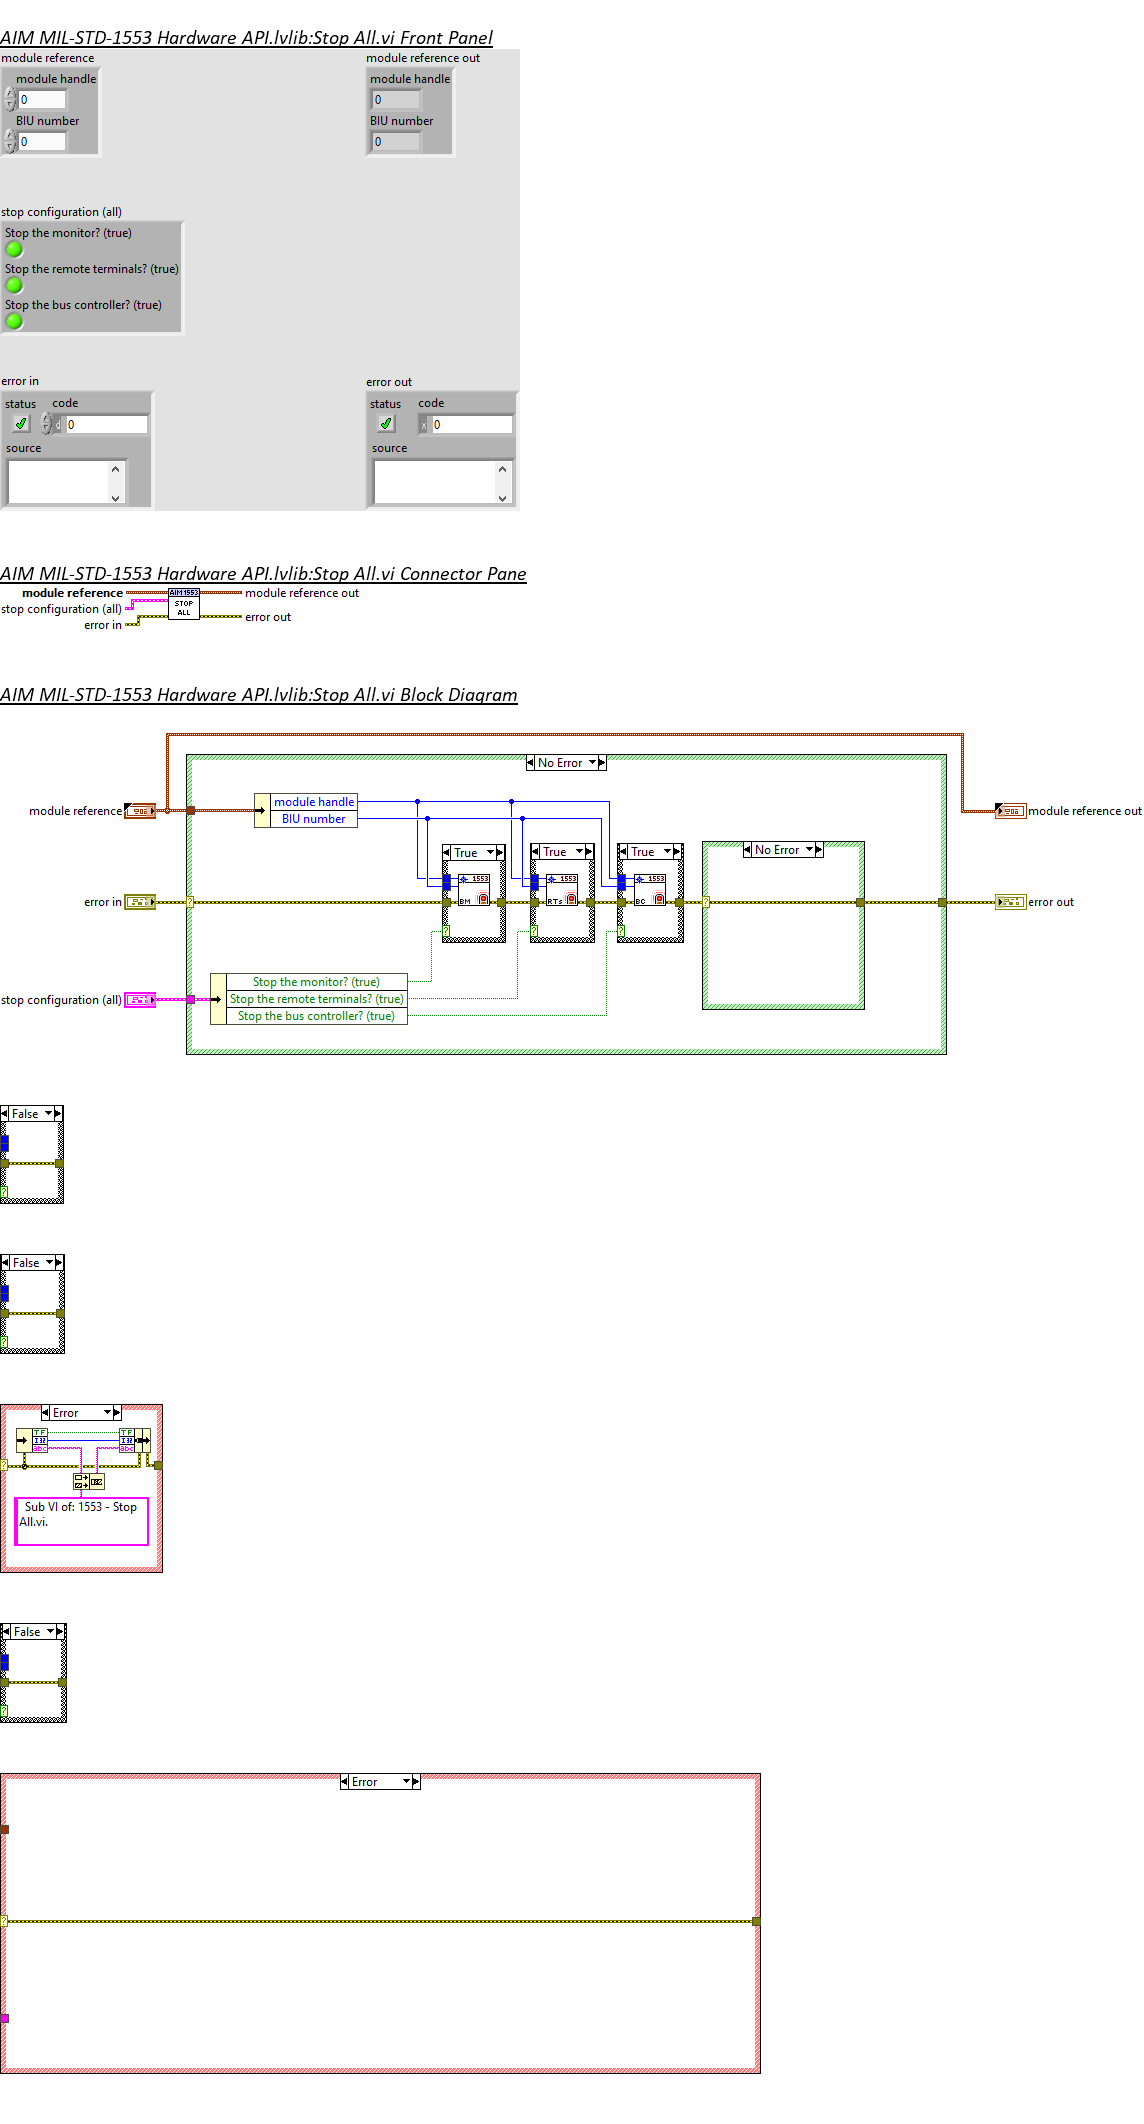 AIM MIL-STD-1553 Hardware API.lvlib:Stop All.vi Front Panel
module reference
module reference out
module handle
module handle
0
0
BIU number
BIU number
0
0
stop configuration (all)
Stop the monitor? (true)
Stop the remote terminals? (true)
Stop the bus controller? (true)
error in
error out
status code
status code
d 0
x 0
source
source
AIM MIL-STD-1553 Hardware API.lvlib:Stop All.vi Connector Pane
module reference
AIM1553
module reference out
stop configuration (all)
STOP
ALL
error in
error out
AIM MIL-STD-1553 Hardware API.lvlib:Stop All.vi Block Diagram
No Error
module reference
module handle
BIU number
module reference out
True
True
True
No Error
1553
1553
1553
error in
BM
RTs
BC
error out
Stop the monitor? (true)
stop configuration (all)
Stop the remote terminals? (true)
Stop the bus controller? (true)
False
False
Error
TF
TF
I32
I32
abc
abc
Sub VI of: 1553 - Stop
All.vi.
False
Error